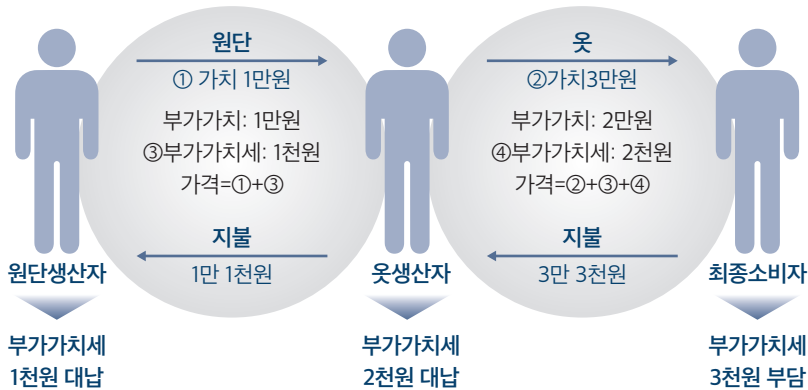 원단
① 가치 1만원
부가가치: 1만원
③부가가치세: 1천원
가격=①+③
지불
1만 1천원
옷
②가치3만원
부가가치: 2만원
④부가가치세: 2천원
가격=②+③+④
지불
3만 3천원
원단생산자
옷생산자
최종소비자
부가가치세
1천원 대납
부가가치세
2천원 대납
부가가치세
3천원 부담